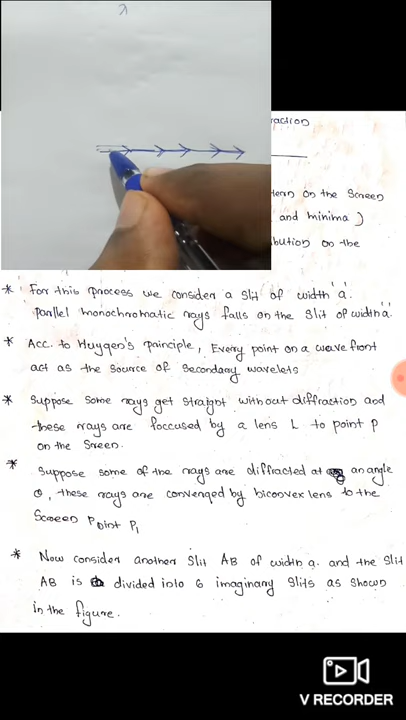 raction
tern on the Screen
and minima )
ibution on the
* For this process we consider a slit of width 'a'.
parllel monochromatic rays falls on the slit of width 'a'.
* Acc. to Huygen's principle, Every point on a wave front
act as the source of secondary wavelets
* Suppose some rays get straight without diffraction and
these rays are foccused by a lens L to point P
on the Sreen.
* Suppose some of the rays are diffracted at an angle
θ, these rays are converged by biconvex lens to the
Screen Point P1
* Now consider another slit AB of width a. and the slit
AB is divided into 6 imaginary slits as shown
in the figure.
V RECORDER